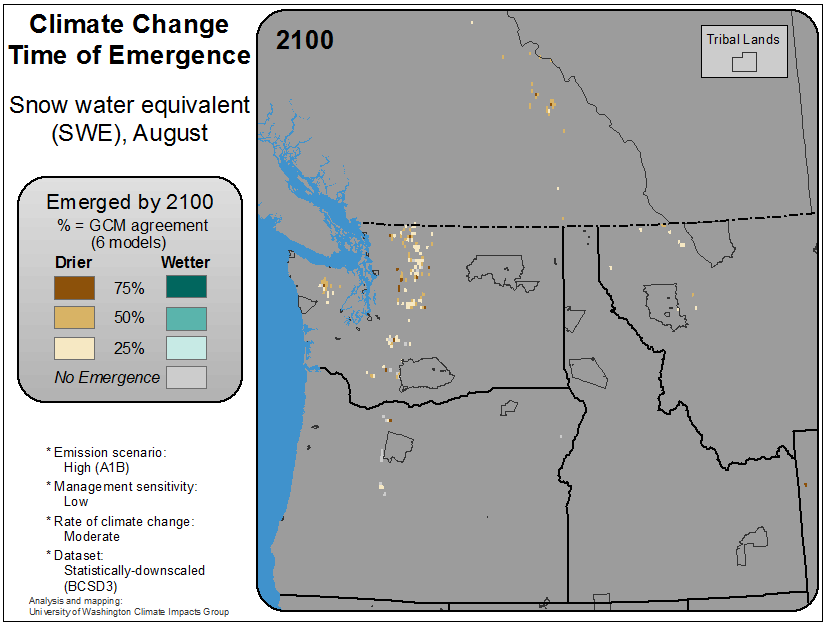 Climate Change
Time of Emergence
Snow water equivalent
(SWE), August
Emerged by 2100
% = GCM agreement
(6 models)
Drier Wetter
75%
50%
25%
No Emergence
* Emission scenario:
High (A1B)
* Management sensitivity:
Low
* Rate of climate change:
Moderate
* Dataset:
Statistically-downscaled
(BCSD3)
Analysis and mapping:
University of Washington Climate Impacts Group
2100
Tribal Lands